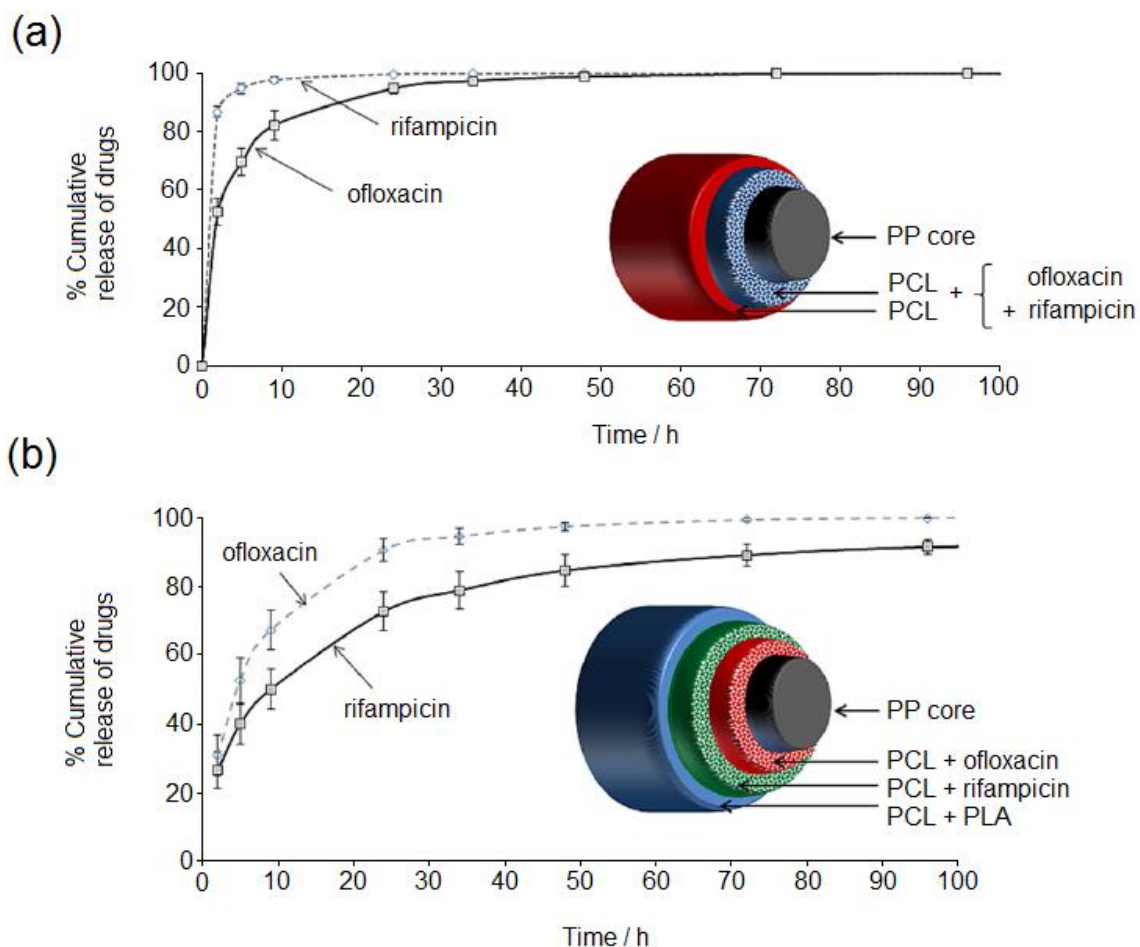 (a)
% Cumulative
release of drugs
100
80
60
40
20
0
rifampicin
ofloxacin
PP core
PCL + { ofloxacin
PCL + rifampicin
0 10 20 30 40 50 60 70 80 90 100
Time / h
(b)
% Cumulative
release of drugs
100
80
60
40
20
0
ofloxacin
rifampicin
PP core
PCL + ofloxacin
PCL + rifampicin
PCL + PLA
0 10 20 30 40 50 60 70 80 90 100
Time / h